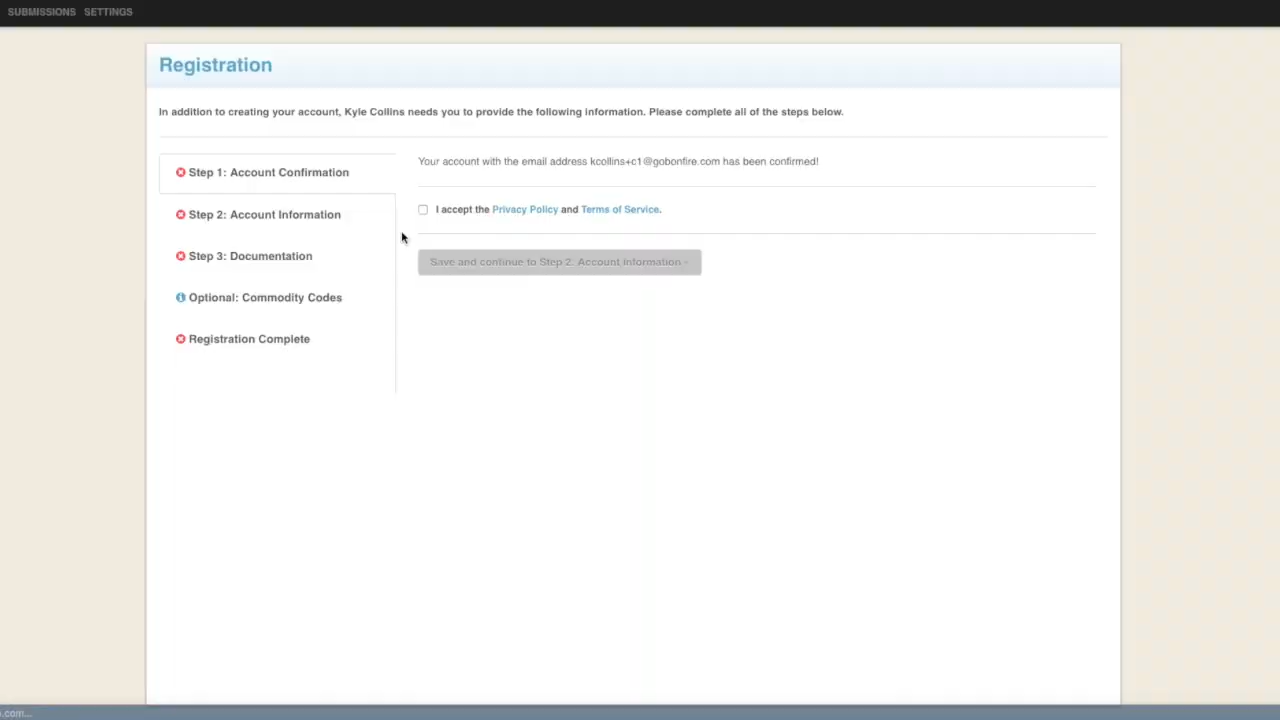 SUBMISSIONS SETTINGS
Registration
In addition to creating your account, Kyle Collins needs you to provide the following information. Please complete all of the steps below.
Step 1: Account Confirmation
Your account with the email address kcollins+c1@gobonfire.com has been confirmed!
Step 2: Account Information
I accept the Privacy Policy and Terms of Service.
Step 3: Documentation
Save and continue to Step 2. Account Information
Optional: Commodity Codes
Registration Complete
.com...